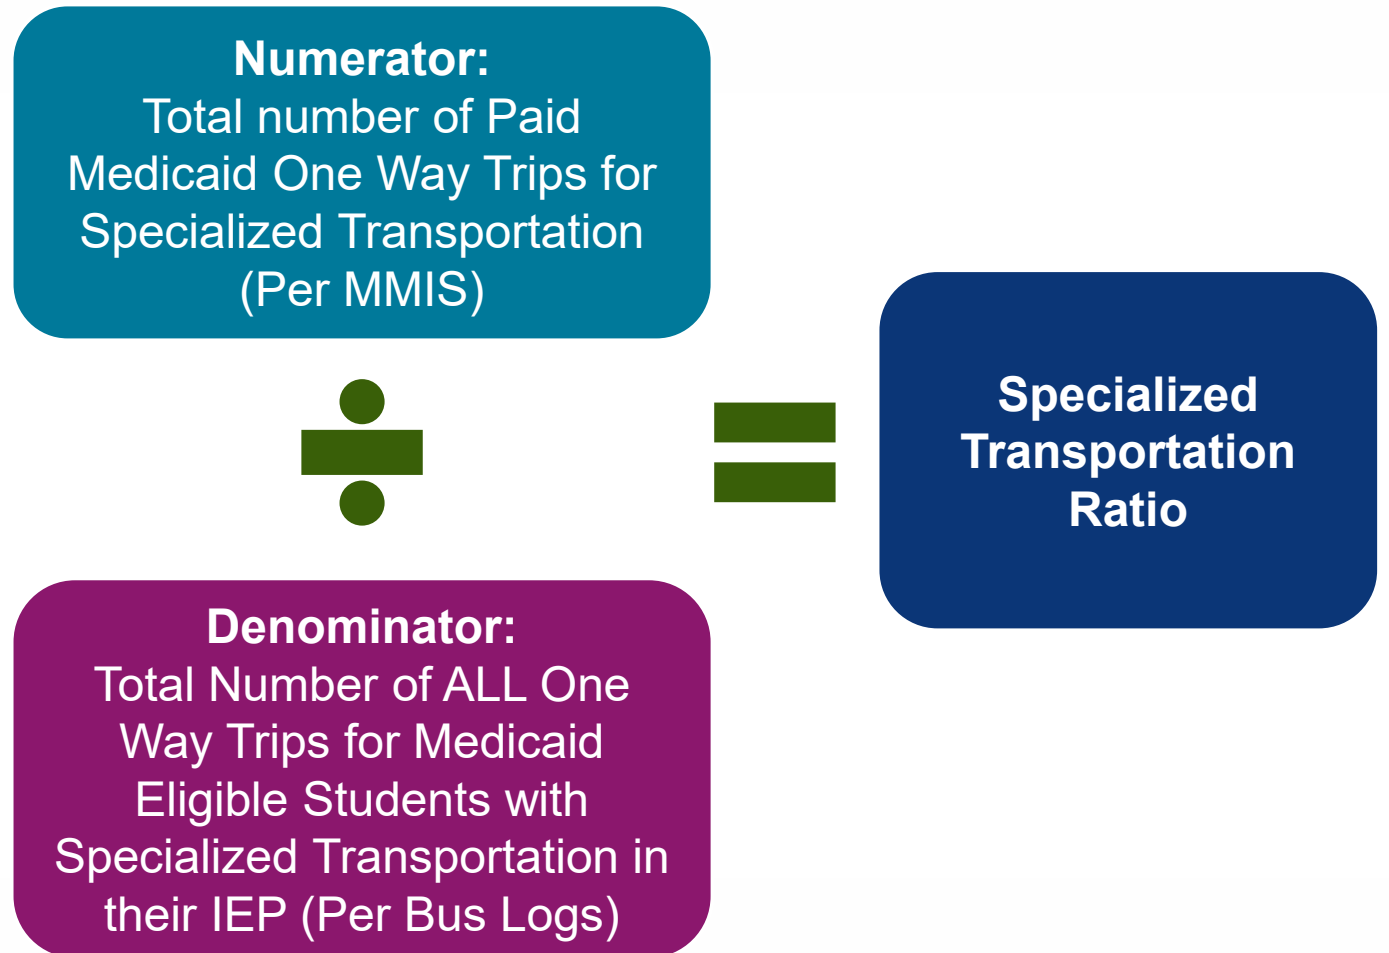 Numerator:
Total number of Paid
Medicaid One Way Trips for
Specialized Transportation
(Per MMIS)
Specialized
Transportation
Ratio
Denominator:
Total Number of ALL One
Way Trips for Medicaid
Eligible Students with
Specialized Transportation in
their IEP (Per Bus Logs)